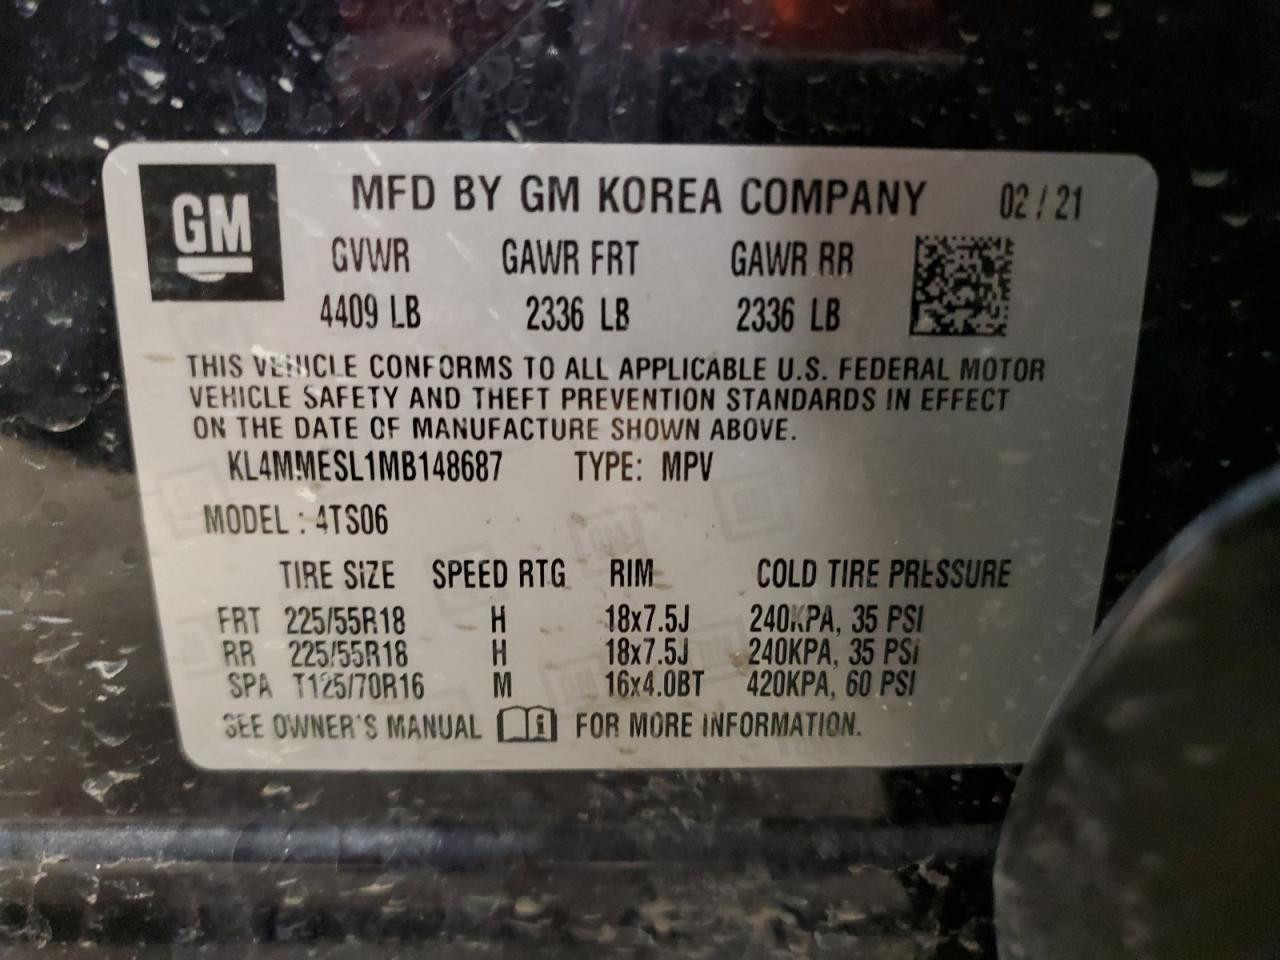 GM
MFD BY GM KOREA COMPANY 02/21
GVWR GAWR FRT GAWR RR
4409 LB 2336 LB 2336 LB
THIS VEHICLE CONFORMS TO ALL APPLICABLE U.S. FEDERAL MOTOR
VEHICLE SAFETY AND THEFT PREVENTION STANDARDS IN EFFECT
ON THE DATE OF MANUFACTURE SHOWN ABOVE.
KL4MMESL1MB148687 TYPE: MPV
MODEL : 4TS06
TIRE SIZE SPEED RTG RIM COLD TIRE PRESSURE
FRT 225/55R18 H 18x7.5J 240KPA, 35 PSI
RR 225/55R18 H 18x7.5J 240KPA, 35 PSI
SPA T125/70R16 M 16x4.0BT 420KPA, 60 PSI
SEE OWNER'S MANUAL i FOR MORE INFORMATION.